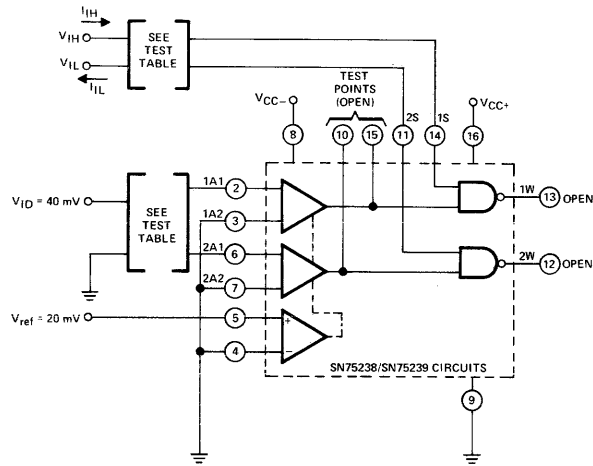 I_IH
V_IH
V_IL
I_IL
SEE
TEST
TABLE
TEST
POINTS
(OPEN)
V_CC−
2S
1S
V_CC+
8
10
15
11
14
16
V_ID = 40 mV
SEE
TEST
TABLE
1A1
2
1A2
3
2A1
6
2A2
7
1W
13
OPEN
2W
12
OPEN
V_ref = 20 mV
5
+
4
−
SN75238/SN75239 CIRCUITS
9